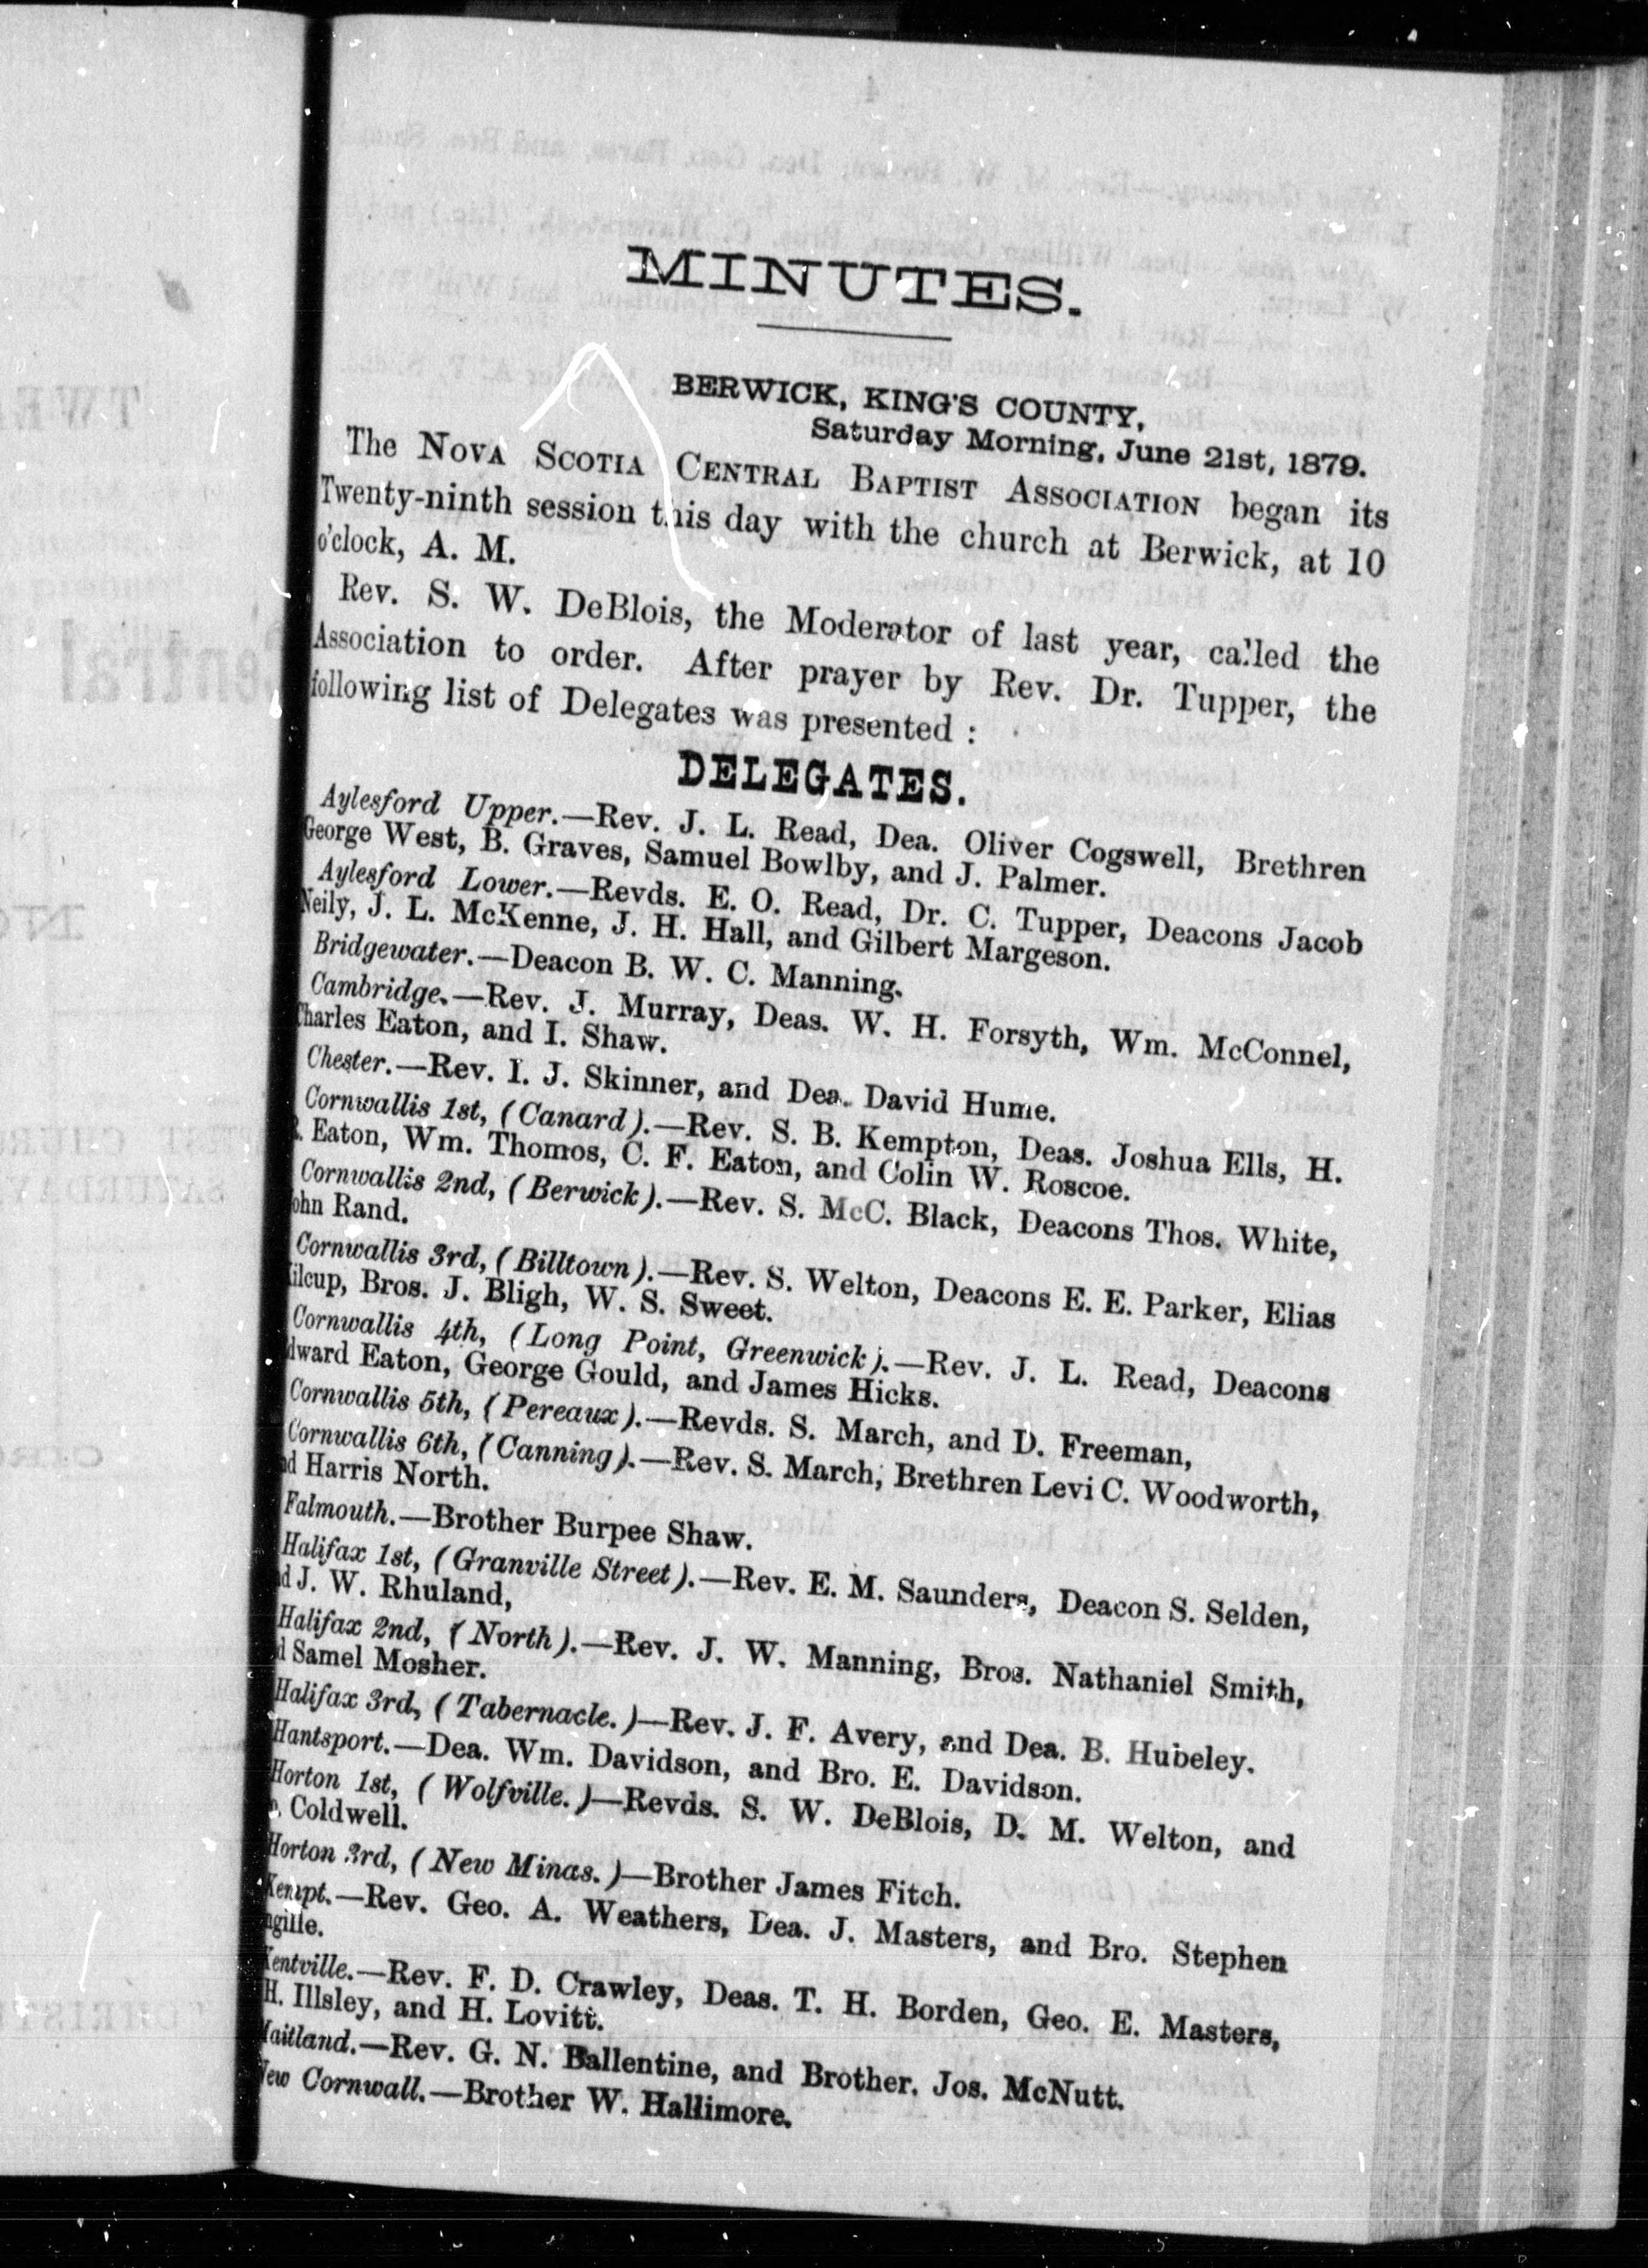 MINUTES.
BERWICK, KING'S COUNTY,
Saturday Morning, June 21st, 1879.
The NOVA SCOTIA CENTRAL BAPTIST ASSOCIATION began its
Twenty-ninth session this day with the church at Berwick, at 10
o'clock, A. M.
Rev. S. W. DeBlois, the Moderator of last year, called the
Association to order. After prayer by Rev. Dr. Tupper, the
following list of Delegates was presented :
DELEGATES.
Aylesford Upper.—Rev. J. L. Read, Dea. Oliver Cogswell, Brethren
George West, B. Graves, Samuel Bowlby, and J. Palmer.
Aylesford Lower.—Revds. E. O. Read, Dr. C. Tupper, Deacons Jacob
Neily, J. L. McKenne, J. H. Hall, and Gilbert Margeson.
Bridgewater.—Deacon B. W. C. Manning.
Cambridge.—Rev. J. Murray, Deas. W. H. Forsyth, Wm. McConnel,
Charles Eaton, and I. Shaw.
Chester.—Rev. I. J. Skinner, and Dea. David Hume.
Cornwallis 1st, (Canard).—Rev. S. B. Kempton, Deas. Joshua Ells, H.
Eaton, Wm. Thomos, C. F. Eaton, and Colin W. Roscoe.
Cornwallis 2nd, (Berwick).—Rev. S. McC. Black, Deacons Thos. White,
ohn Rand.
Cornwallis 3rd, (Billtown).—Rev. S. Welton, Deacons E. E. Parker, Elias
ilcup, Bros. J. Bligh, W. S. Sweet.
Cornwallis 4th, (Long Point, Greenwick).—Rev. J. L. Read, Deacons
dward Eaton, George Gould, and James Hicks.
Cornwallis 5th, (Pereaux).—Revds. S. March, and D. Freeman,
Cornwallis 6th, (Canning).—Rev. S. March, Brethren Levi C. Woodworth,
d Harris North.
Falmouth.—Brother Burpee Shaw.
Halifax 1st, (Granville Street).—Rev. E. M. Saunders, Deacon S. Selden,
d J. W. Rhuland,
Halifax 2nd, (North).—Rev. J. W. Manning, Bros. Nathaniel Smith,
d Samel Mosher.
Halifax 3rd, (Tabernacle.)—Rev. J. F. Avery, and Dea. B. Hubeley.
Hantsport.—Dea. Wm. Davidson, and Bro. E. Davidson.
Horton 1st, (Wolfville.)—Revds. S. W. DeBlois, D. M. Welton, and
Coldwell.
Horton 3rd, (New Minas.)—Brother James Fitch.
Kempt.—Rev. Geo. A. Weathers, Dea. J. Masters, and Bro. Stephen
ngille.
Kentville.—Rev. F. D. Crawley, Deas. T. H. Borden, Geo. E. Masters,
H. Illsley, and H. Lovitt.
Maitland.—Rev. G. N. Ballentine, and Brother. Jos. McNutt.
New Cornwall.—Brother W. Hallimore.